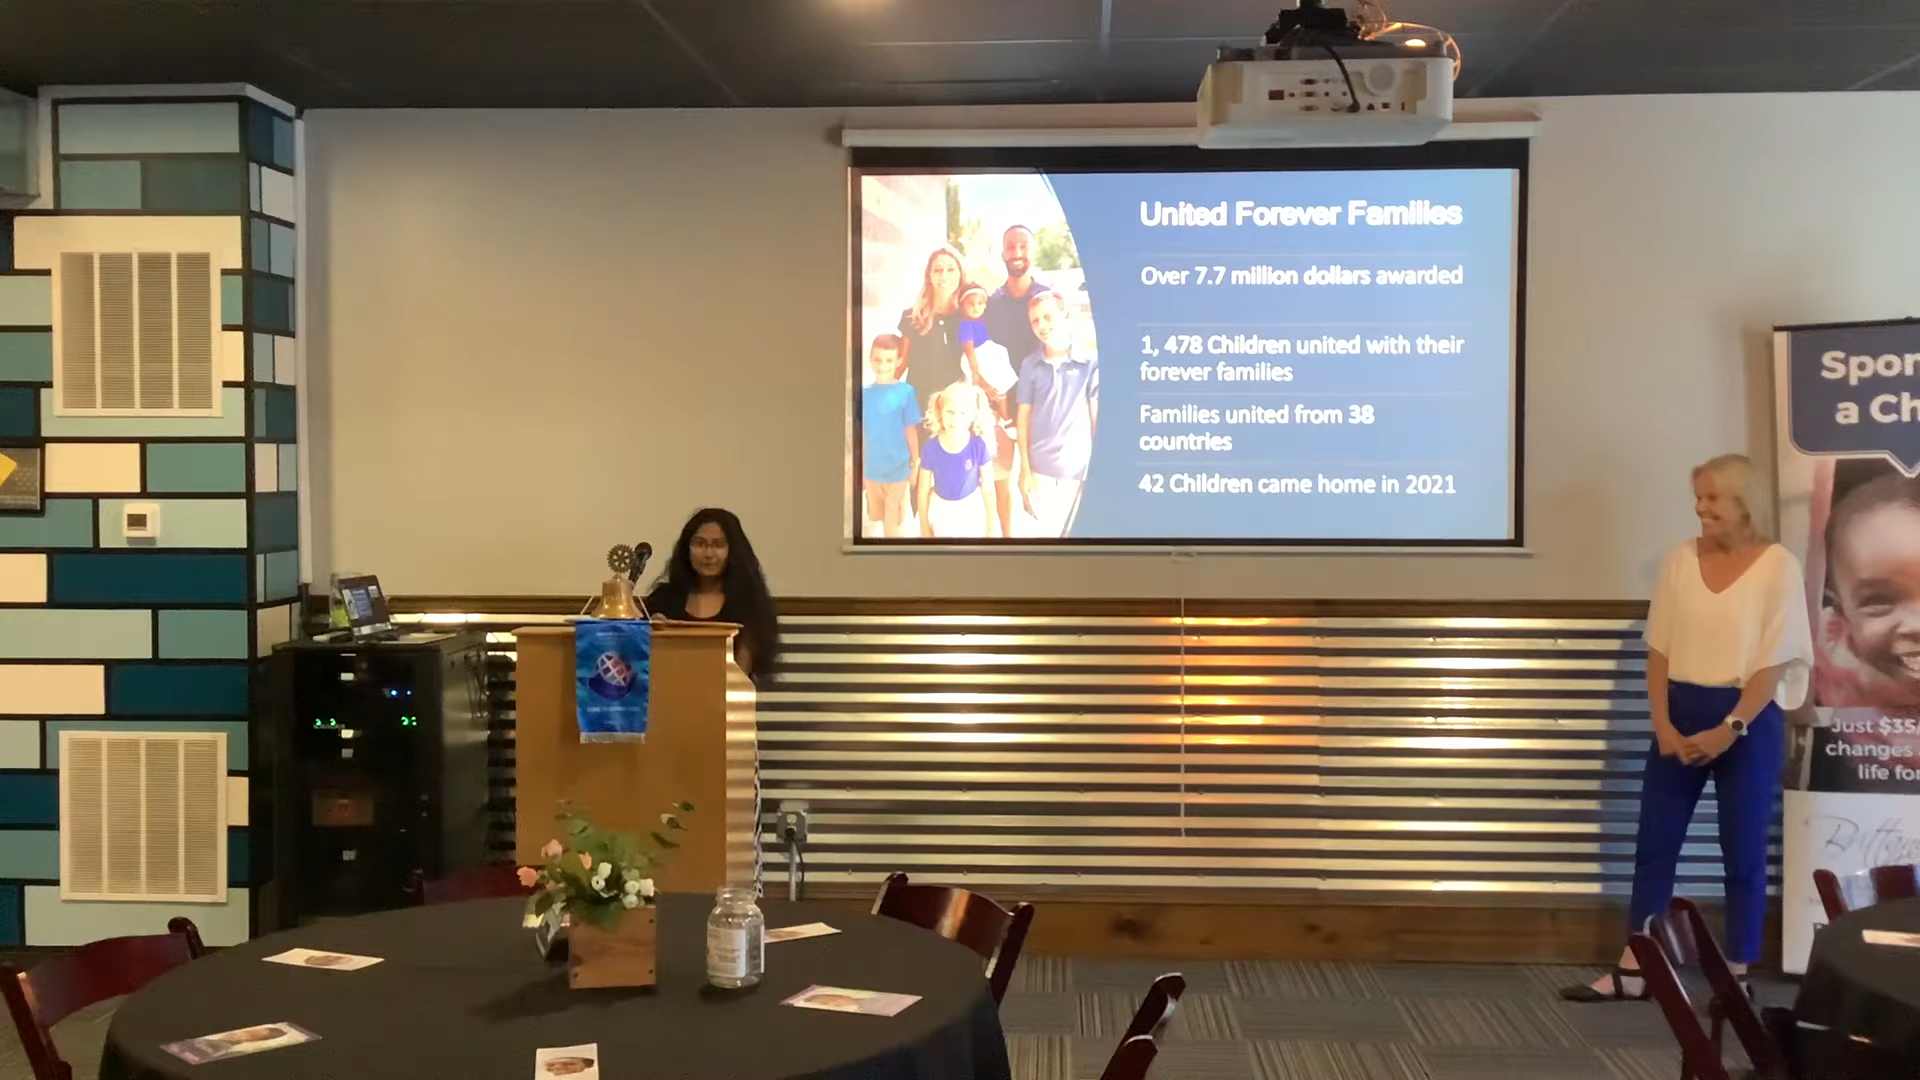 United Forever Families
Over 7.7 million dollars awarded
1, 478 Children united with their
forever families
Families united from 38
countries
42 Children came home in 2021
Spon
a Ch
Just $35/
changes
life for